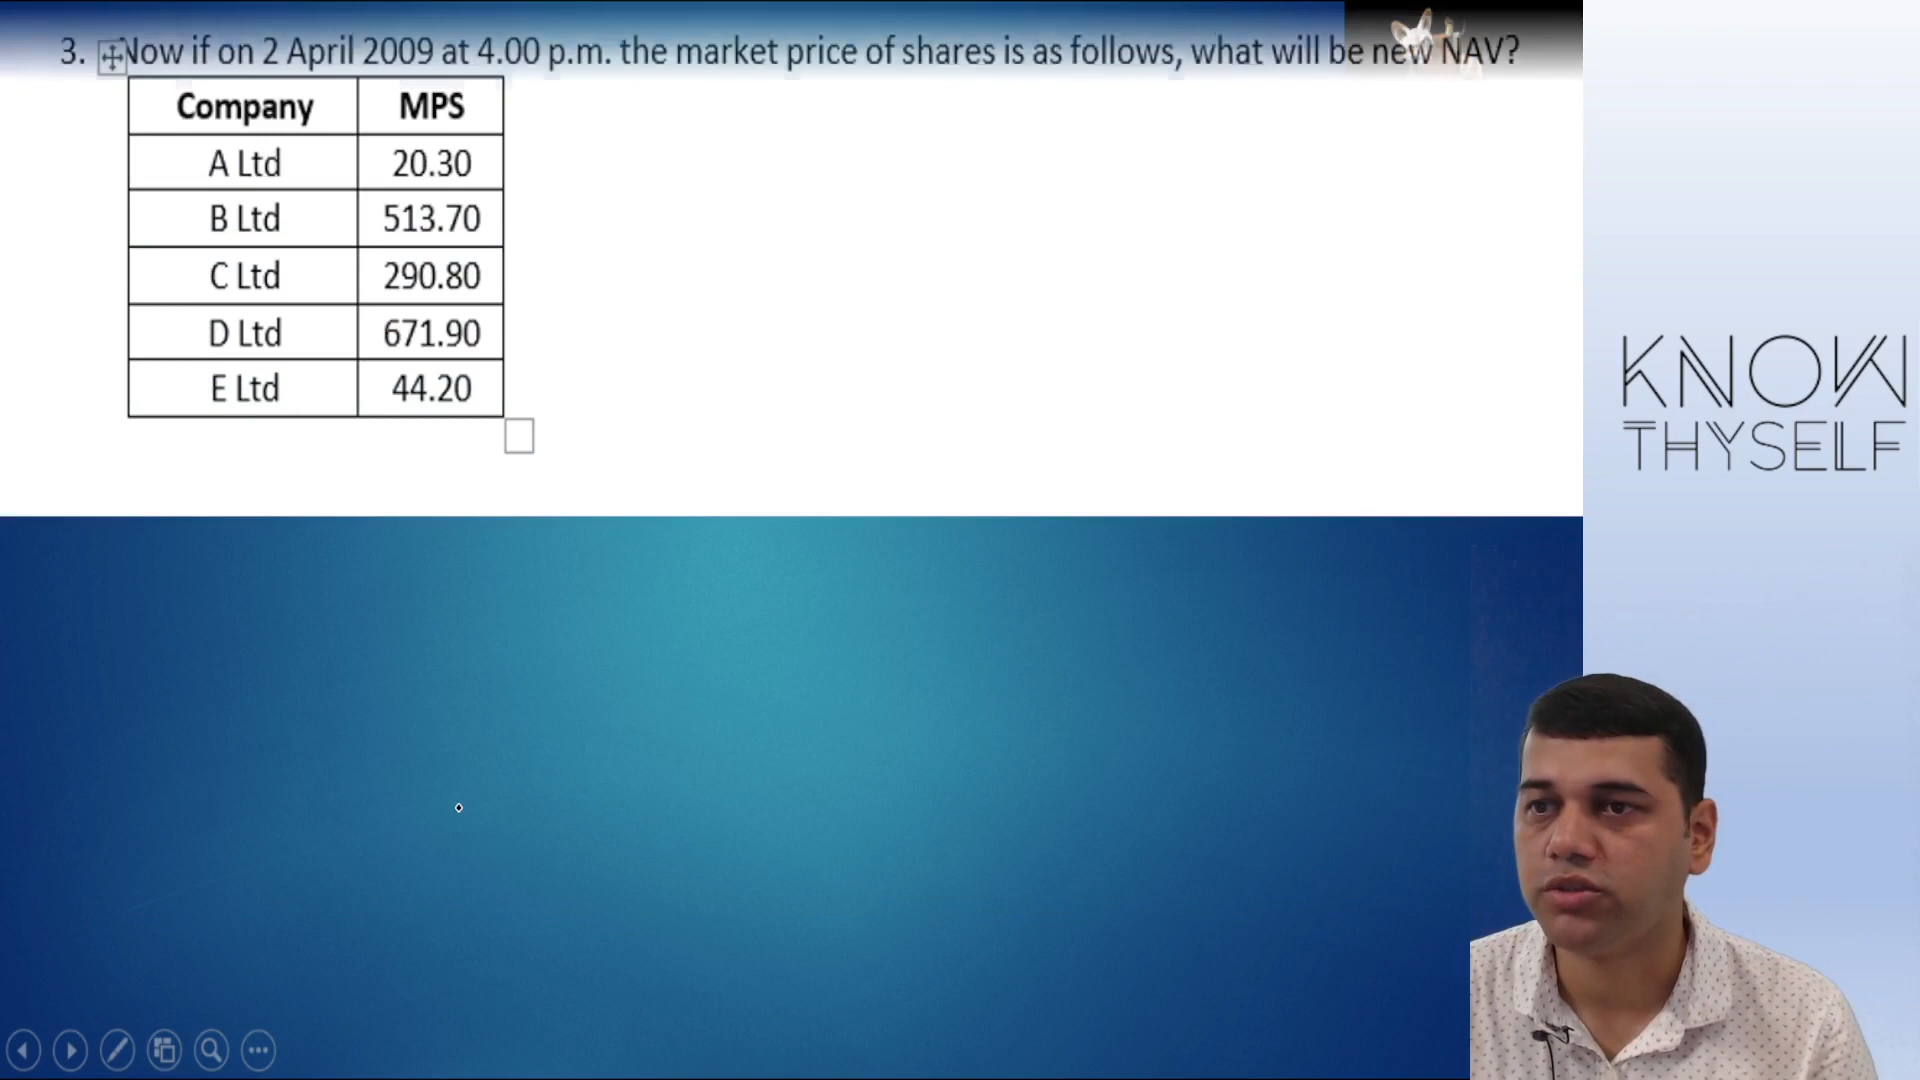 3. Now if on 2 April 2009 at 4.00 p.m. the market price of shares is as follows, what will be new NAV?
Company MPS
A Ltd 20.30
B Ltd 513.70
C Ltd 290.80
D Ltd 671.90
E Ltd 44.20
KNOW
THYSELF